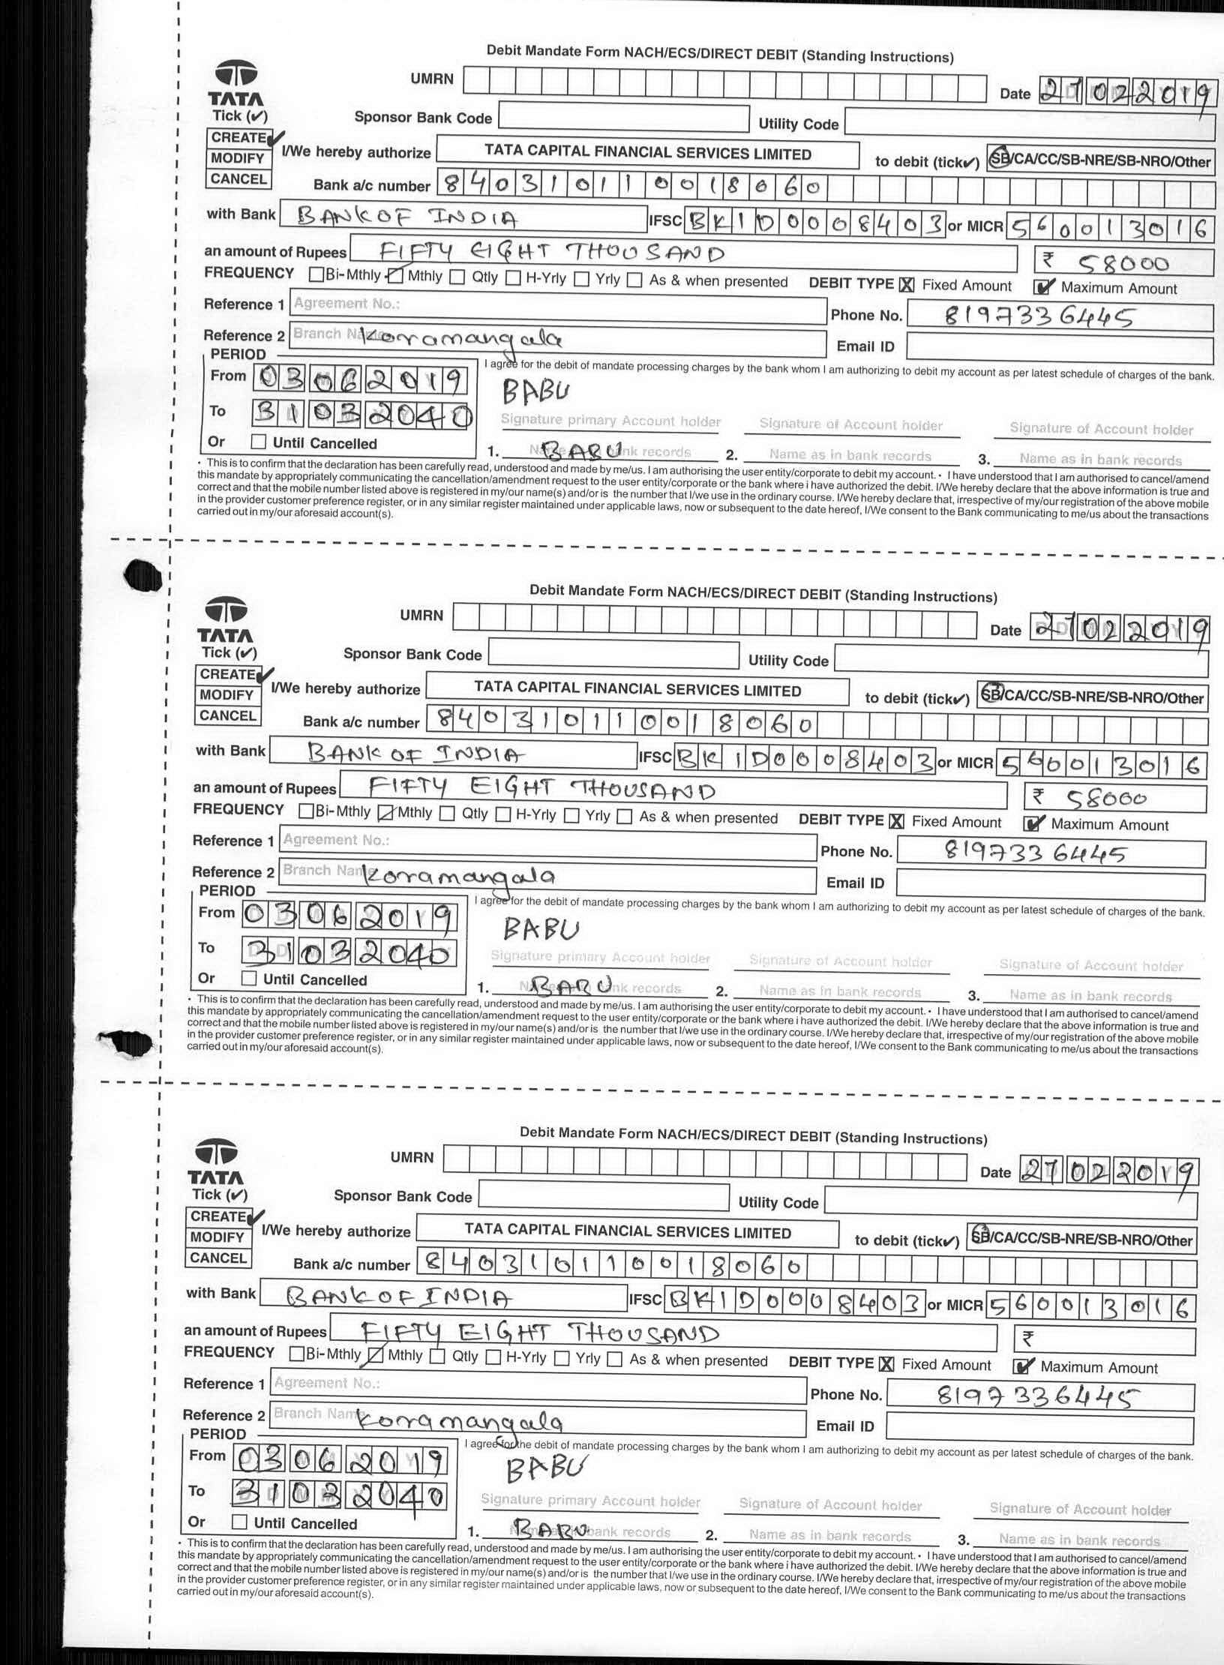 Debit Mandate Form NACH/ECS/DIRECT DEBIT (Standing Instructions)
TATA
UMRN
Date 27022019
Tick (✓) Sponsor Bank Code Utility Code
CREATE ✓
MODIFY
CANCEL
I/We hereby authorize TATA CAPITAL FINANCIAL SERVICES LIMITED to debit (tick✓) SB/CA/CC/SB-NRE/SB-NRO/Other
Bank a/c number 840310110018060
with Bank BANK OF INDIA IFSC BKID0008403 or MICR 560013016
an amount of Rupees FIFTY EIGHT THOUSAND ₹ 58000
FREQUENCY Bi-Mthly ✓ Mthly Qtly H-Yrly Yrly As & when presented DEBIT TYPE X Fixed Amount ✓ Maximum Amount
Reference 1 Agreement No.: Phone No. 8197336445
Reference 2 Branch Name Koramangala Email ID
PERIOD
I agree for the debit of mandate processing charges by the bank whom I am authorizing to debit my account as per latest schedule of charges of the bank.
From 03062019
BABU
To 31032040
Signature primary Account holder Signature of Account holder Signature of Account holder
Or Until Cancelled
1. BABU bank records 2. Name as in bank records 3. Name as in bank records
• This is to confirm that the declaration has been carefully read, understood and made by me/us. I am authorising the user entity/corporate to debit my account. • I have understood that I am authorised to cancel/amend
this mandate by appropriately communicating the cancellation/amendment request to the user entity/corporate or the bank where i have authorized the debit. I/We hereby declare that the above information is true and
correct and that the mobile number listed above is registered in my/our name(s) and/or is the number that I/we use in the ordinary course. I/We hereby declare that, irrespective of my/our registration of the above mobile
in the provider customer preference register, or in any similar register maintained under applicable laws, now or subsequent to the date hereof, I/We consent to the Bank communicating to me/us about the transactions
carried out in my/our aforesaid account(s).
Debit Mandate Form NACH/ECS/DIRECT DEBIT (Standing Instructions)
TATA
UMRN
Date 27022019
Tick (✓) Sponsor Bank Code Utility Code
CREATE ✓
MODIFY
CANCEL
I/We hereby authorize TATA CAPITAL FINANCIAL SERVICES LIMITED to debit (tick✓) SB/CA/CC/SB-NRE/SB-NRO/Other
Bank a/c number 840310110018060
with Bank BANK OF INDIA IFSC BKID0008403 or MICR 560013016
an amount of Rupees FIFTY EIGHT THOUSAND ₹ 58000
FREQUENCY Bi-Mthly ✓ Mthly Qtly H-Yrly Yrly As & when presented DEBIT TYPE X Fixed Amount ✓ Maximum Amount
Reference 1 Agreement No.: Phone No. 8197336445
Reference 2 Branch Name Koramangala Email ID
PERIOD
I agree for the debit of mandate processing charges by the bank whom I am authorizing to debit my account as per latest schedule of charges of the bank.
From 03062019
BABU
To 31032040
Signature primary Account holder Signature of Account holder Signature of Account holder
Or Until Cancelled
1. BABU bank records 2. Name as in bank records 3. Name as in bank records
• This is to confirm that the declaration has been carefully read, understood and made by me/us. I am authorising the user entity/corporate to debit my account. • I have understood that I am authorised to cancel/amend
this mandate by appropriately communicating the cancellation/amendment request to the user entity/corporate or the bank where i have authorized the debit. I/We hereby declare that the above information is true and
correct and that the mobile number listed above is registered in my/our name(s) and/or is the number that I/we use in the ordinary course. I/We hereby declare that, irrespective of my/our registration of the above mobile
in the provider customer preference register, or in any similar register maintained under applicable laws, now or subsequent to the date hereof, I/We consent to the Bank communicating to me/us about the transactions
carried out in my/our aforesaid account(s).
Debit Mandate Form NACH/ECS/DIRECT DEBIT (Standing Instructions)
TATA
UMRN
Date 27022019
Tick (✓) Sponsor Bank Code Utility Code
CREATE ✓
MODIFY
CANCEL
I/We hereby authorize TATA CAPITAL FINANCIAL SERVICES LIMITED to debit (tick✓) SB/CA/CC/SB-NRE/SB-NRO/Other
Bank a/c number 840310110018060
with Bank BANK OF INDIA IFSC BKID0008403 or MICR 560013016
an amount of Rupees FIFTY EIGHT THOUSAND ₹
FREQUENCY Bi-Mthly ✓ Mthly Qtly H-Yrly Yrly As & when presented DEBIT TYPE X Fixed Amount ✓ Maximum Amount
Reference 1 Agreement No.: Phone No. 8197336445
Reference 2 Branch Name Koramangala Email ID
PERIOD
I agree for the debit of mandate processing charges by the bank whom I am authorizing to debit my account as per latest schedule of charges of the bank.
From 03062019
BABU
To 31032040
Signature primary Account holder Signature of Account holder Signature of Account holder
Or Until Cancelled
1. BABU bank records 2. Name as in bank records 3. Name as in bank records
• This is to confirm that the declaration has been carefully read, understood and made by me/us. I am authorising the user entity/corporate to debit my account. • I have understood that I am authorised to cancel/amend
this mandate by appropriately communicating the cancellation/amendment request to the user entity/corporate or the bank where i have authorized the debit. I/We hereby declare that the above information is true and
correct and that the mobile number listed above is registered in my/our name(s) and/or is the number that I/we use in the ordinary course. I/We hereby declare that, irrespective of my/our registration of the above mobile
in the provider customer preference register, or in any similar register maintained under applicable laws, now or subsequent to the date hereof, I/We consent to the Bank communicating to me/us about the transactions
carried out in my/our aforesaid account(s).